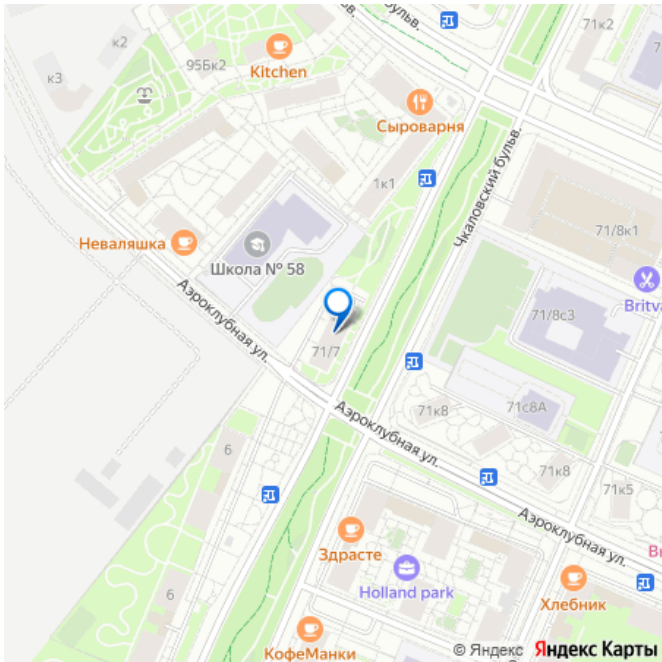 71к2
к2
95Бк2
Kitchen
к3
Сыроварня
1к1
Чкаловский бульв.
71/8к1
Неваляшка
Школа № 58
Аэроклубная ул.
71/8с3
Britva
71/7
Аэроклубная ул.
71к8
71с8А
6
71к8
71к5
Аэроклубная ул.
Здрасте
Holland park
6
Хлебник
КофеМанки
© Яндекс Яндекс Карты